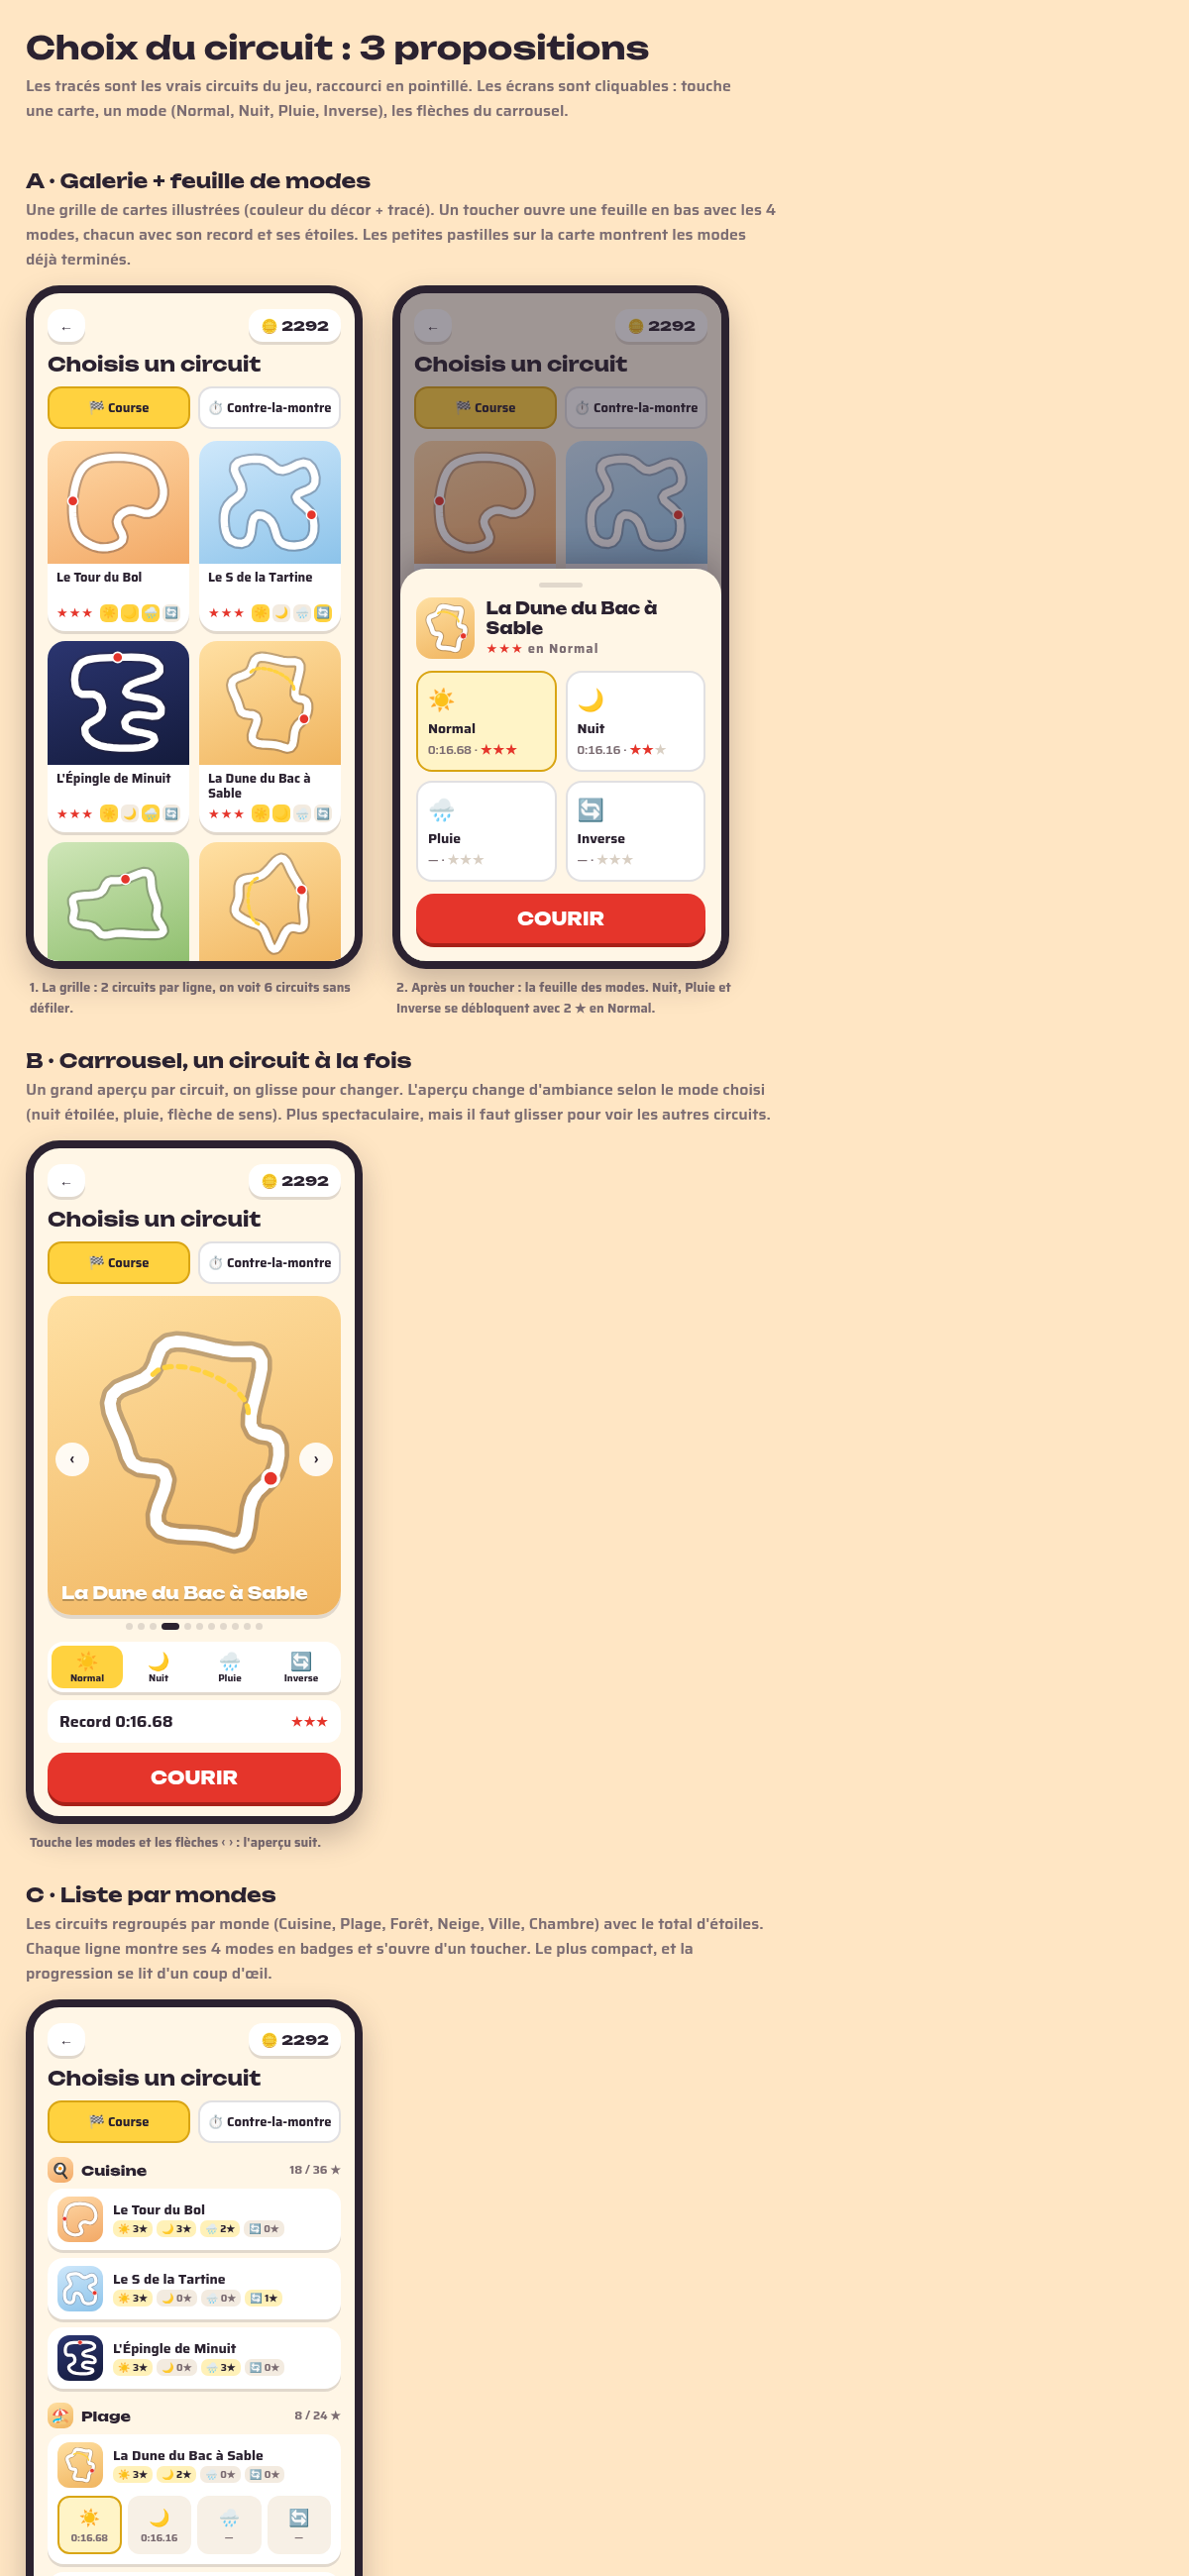 Choix du circuit : 3 propositions
Les tracés sont les vrais circuits du jeu, raccourci en pointillé. Les écrans sont cliquables : touche
une carte, un mode (Normal, Nuit, Pluie, Inverse), les flèches du carrousel.
A · Galerie + feuille de modes
Une grille de cartes illustrées (couleur du décor + tracé). Un toucher ouvre une feuille en bas avec les 4
modes, chacun avec son record et ses étoiles. Les petites pastilles sur la carte montrent les modes
déjà terminés.
← 🪙 2292
Choisis un circuit
🏁 Course ⏱️ Contre-la-montre
Le Tour du Bol Le S de la Tartine
★★★ ★★★
L'Épingle de Minuit La Dune du Bac à
Sable
★★★ ★★★
1. La grille : 2 circuits par ligne, on voit 6 circuits sans
défiler.
← 🪙 2292
Choisis un circuit
🏁 Course ⏱️ Contre-la-montre
La Dune du Bac à
Sable
★★★ en Normal
Normal Nuit
0:16.68 · ★★★ 0:16.16 · ★★★
Pluie Inverse
— · ★★★ — · ★★★
COURIR
2. Après un toucher : la feuille des modes. Nuit, Pluie et
Inverse se débloquent avec 2 ★ en Normal.
B · Carrousel, un circuit à la fois
Un grand aperçu par circuit, on glisse pour changer. L'aperçu change d'ambiance selon le mode choisi
(nuit étoilée, pluie, flèche de sens). Plus spectaculaire, mais il faut glisser pour voir les autres circuits.
← 🪙 2292
Choisis un circuit
🏁 Course ⏱️ Contre-la-montre
‹ ›
La Dune du Bac à Sable
Normal Nuit Pluie Inverse
Record 0:16.68 ★★★
COURIR
Touche les modes et les flèches ‹ › : l'aperçu suit.
C · Liste par mondes
Les circuits regroupés par monde (Cuisine, Plage, Forêt, Neige, Ville, Chambre) avec le total d'étoiles.
Chaque ligne montre ses 4 modes en badges et s'ouvre d'un toucher. Le plus compact, et la
progression se lit d'un coup d'œil.
← 🪙 2292
Choisis un circuit
🏁 Course ⏱️ Contre-la-montre
Cuisine 18 / 36 ★
Le Tour du Bol
☀️ 3★ 🌙 3★ 🌧️ 2★ 🔄 0★
Le S de la Tartine
☀️ 3★ 🌙 0★ 🌧️ 0★ 🔄 1★
L'Épingle de Minuit
☀️ 3★ 🌙 0★ 🌧️ 3★ 🔄 0★
Plage 8 / 24 ★
La Dune du Bac à Sable
☀️ 3★ 🌙 2★ 🌧️ 0★ 🔄 0★
0:16.68 0:16.16 — —